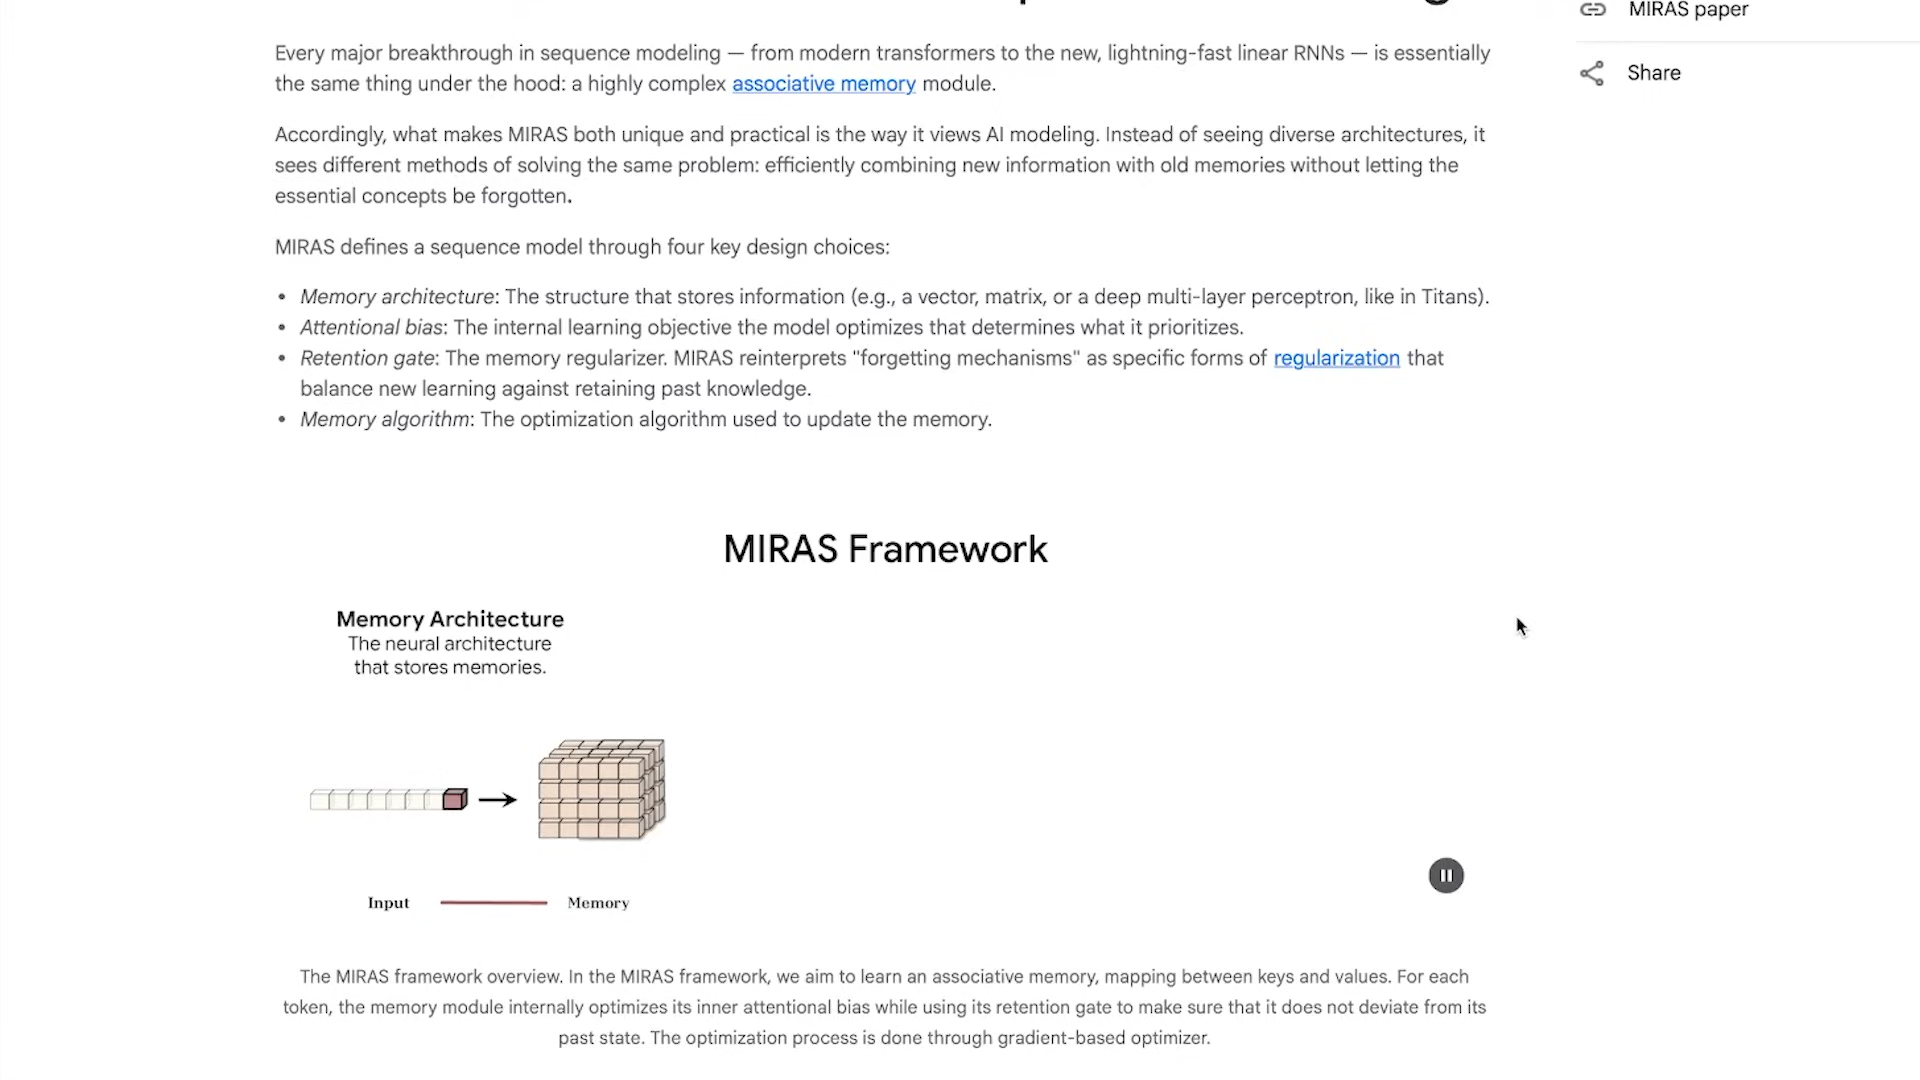 MIRAS paper
Share
Every major breakthrough in sequence modeling — from modern transformers to the new, lightning-fast linear RNNs — is essentially
the same thing under the hood: a highly complex associative memory module.
Accordingly, what makes MIRAS both unique and practical is the way it views AI modeling. Instead of seeing diverse architectures, it
sees different methods of solving the same problem: efficiently combining new information with old memories without letting the
essential concepts be forgotten.
MIRAS defines a sequence model through four key design choices:
• Memory architecture: The structure that stores information (e.g., a vector, matrix, or a deep multi-layer perceptron, like in Titans).
• Attentional bias: The internal learning objective the model optimizes that determines what it prioritizes.
• Retention gate: The memory regularizer. MIRAS reinterprets "forgetting mechanisms" as specific forms of regularization that
balance new learning against retaining past knowledge.
• Memory algorithm: The optimization algorithm used to update the memory.
MIRAS Framework
Memory Architecture
The neural architecture
that stores memories.
Input
Memory
The MIRAS framework overview. In the MIRAS framework, we aim to learn an associative memory, mapping between keys and values. For each
token, the memory module internally optimizes its inner attentional bias while using its retention gate to make sure that it does not deviate from its
past state. The optimization process is done through gradient-based optimizer.